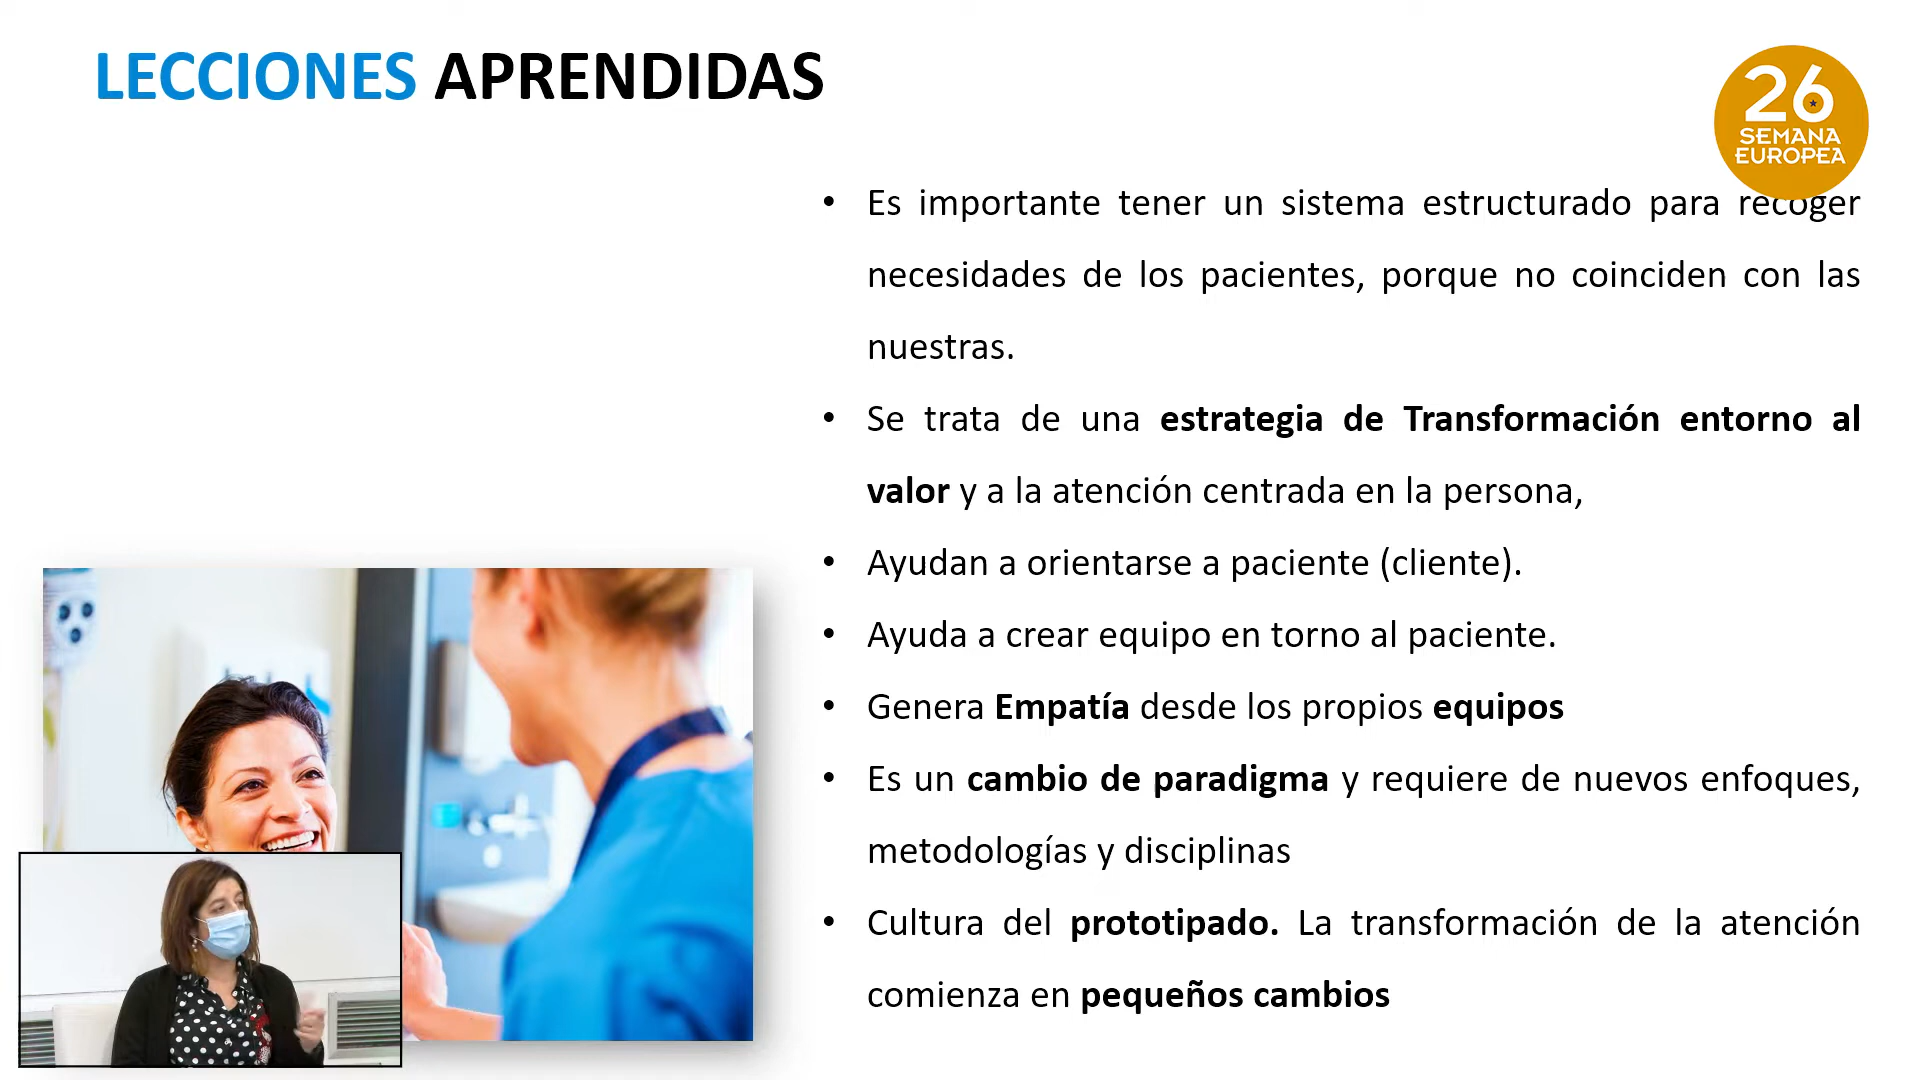 LECCIONES APRENDIDAS
26
SEMANA
EUROPEA
• Es importante tener un sistema estructurado para recoger
necesidades de los pacientes, porque no coinciden con las
nuestras.
• Se trata de una estrategia de Transformación entorno al
valor y a la atención centrada en la persona,
• Ayudan a orientarse a paciente (cliente).
• Ayuda a crear equipo en torno al paciente.
• Genera Empatía desde los propios equipos
• Es un cambio de paradigma y requiere de nuevos enfoques,
metodologías y disciplinas
• Cultura del prototipado. La transformación de la atención
comienza en pequeños cambios